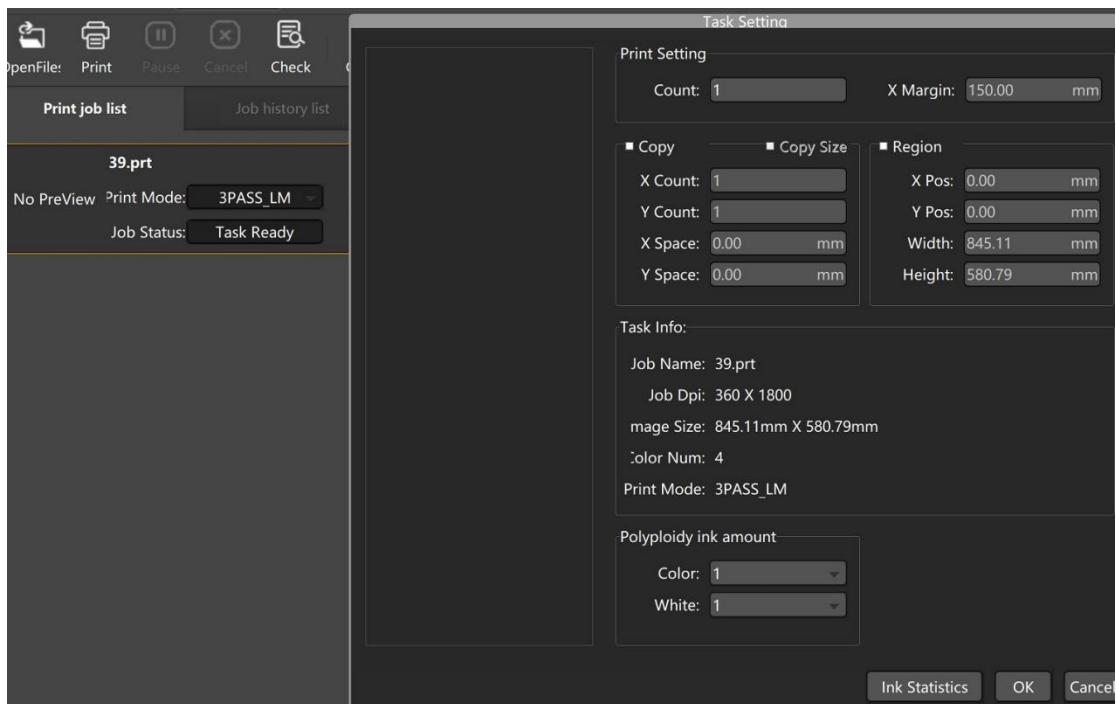 Task Setting
OpenFiles Print Pause Cancel Check
Print job list Job history list
39.prt
No PreView Print Mode: 3PASS_LM
Job Status: Task Ready
Print Setting
Count: 1 X Margin: 150.00 mm
Copy Copy Size Region
X Count: 1 X Pos: 0.00 mm
Y Count: 1 Y Pos: 0.00 mm
X Space: 0.00 mm Width: 845.11 mm
Y Space: 0.00 mm Height: 580.79 mm
Task Info:
Job Name: 39.prt
Job Dpi: 360 X 1800
mage Size: 845.11mm X 580.79mm
Color Num: 4
Print Mode: 3PASS_LM
Polyploidy ink amount
Color: 1
White: 1
Ink Statistics OK Cancel